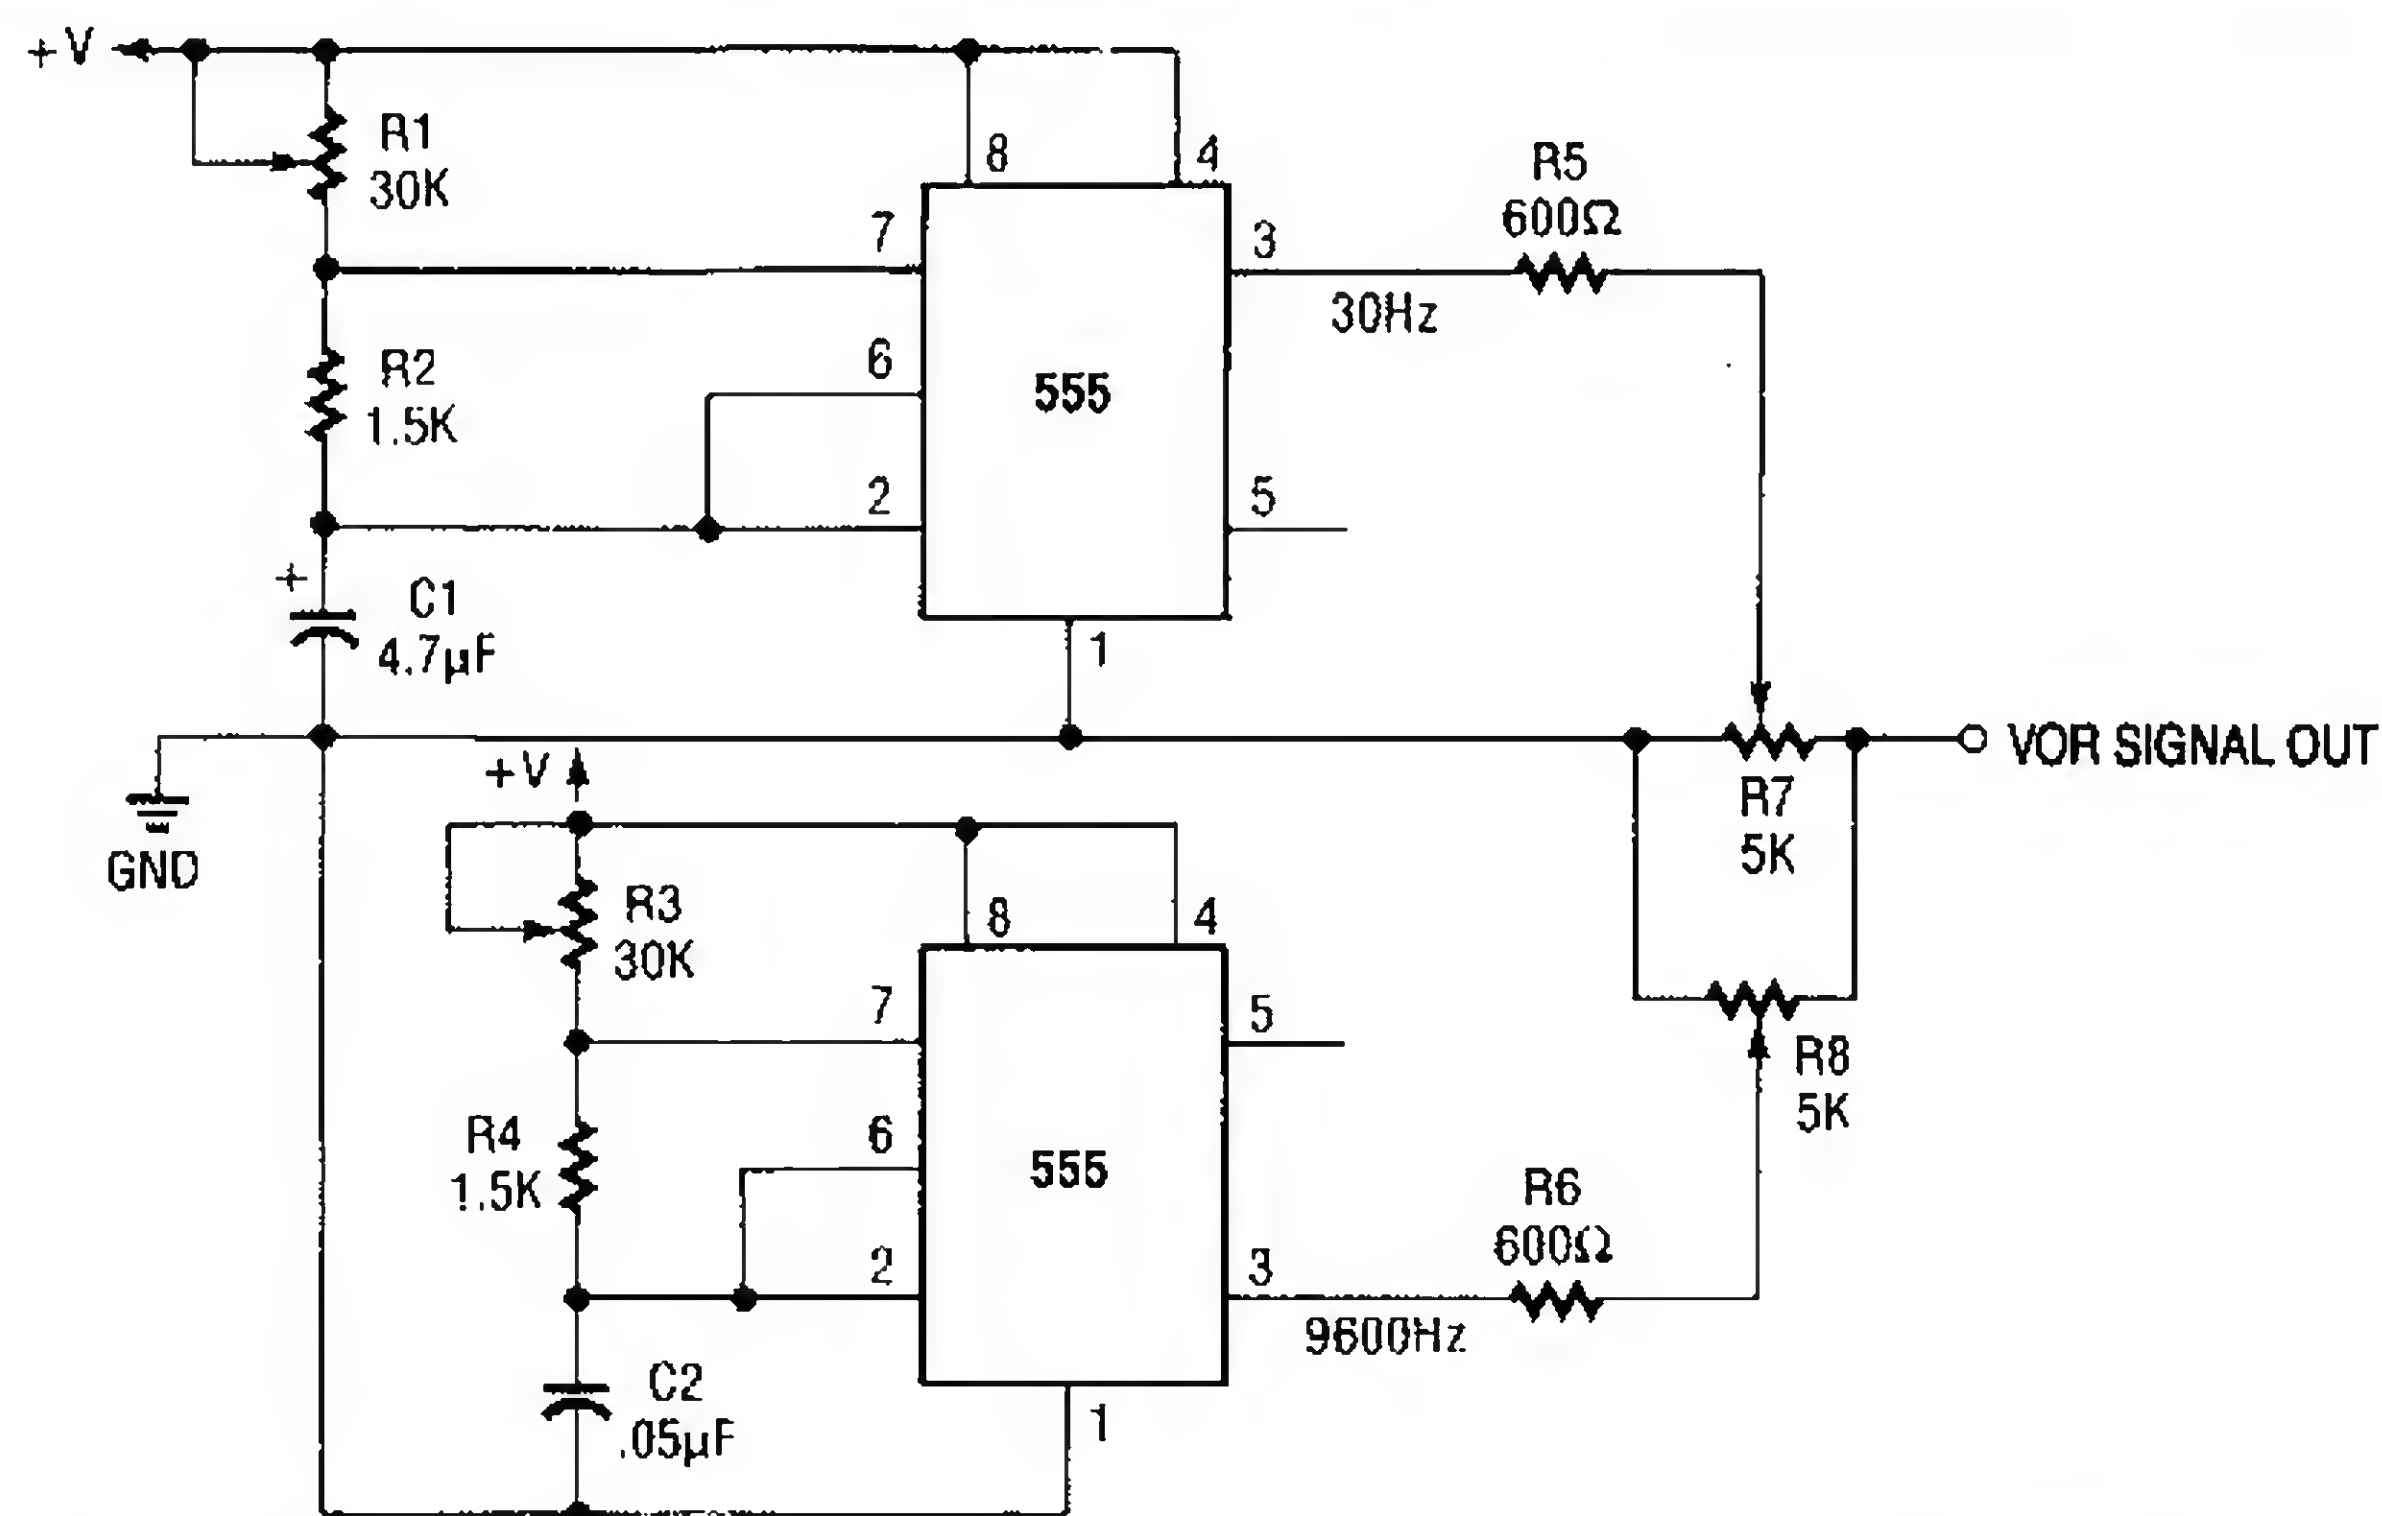 +V
R1
30K
8
4
7
3
R5
600Ω
30Hz
6
R2
1.5K
555
2
5
+
C1
4.7µF
1
GND
+V
VOR SIGNAL OUT
R7
5K
R3
30K
8
4
7
5
R8
5K
R4
1.5K
6
555
R6
600Ω
2
3
9600Hz
C2
.05µF
1